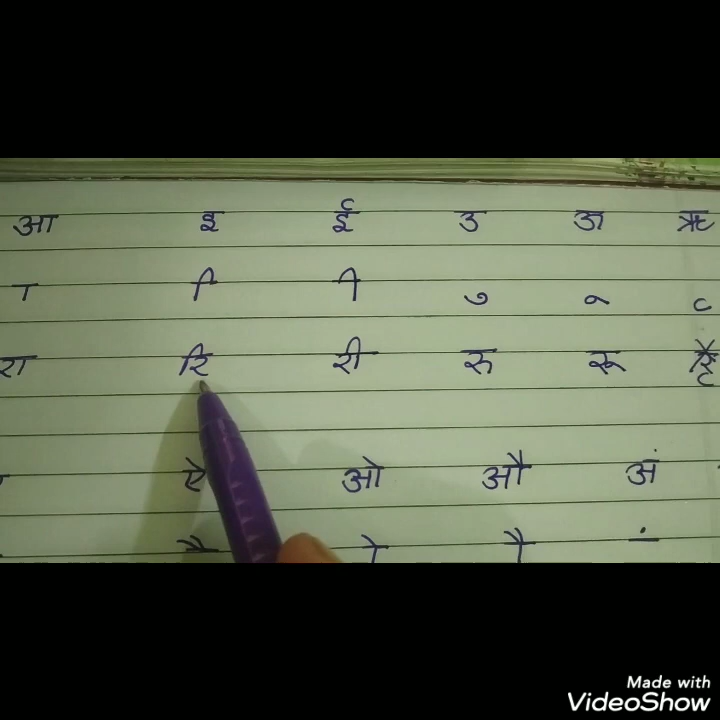 आ इ ई उ ऊ ऋ
ा ि ी ु ू ृ
रा रि री रु रू
ऐ ओ औ अं
ै ो ौ ं
Made with
VideoShow